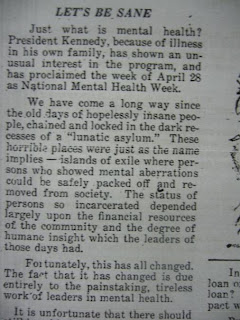 LET'S BE SANE
Just what is mental health?
President Kennedy, because of illness
in his own family, has shown an un-
usual interest in the program, and
has proclaimed the week of April 28
as National Mental Health Week.
We have come a long way since
the old days of hopelessly insane peo-
ple, chained and locked in the dark re-
cesses of a "lunatic asylum." These
horrible places were just as the name
implies — islands of exile where per-
sons who showed mental aberrations
could be safely packed off and re-
moved from society. The status of
persons so incarcerated depended
largely upon the financial resources
of the community and the degree of
humane insight which the leaders of
those days had.
Fortunately, this has all changed.
The fact that it has changed is due
entirely to the painstaking, tireless
work of leaders in mental health.
It is unfortunate that there should
In
loan o
loan?
pact w